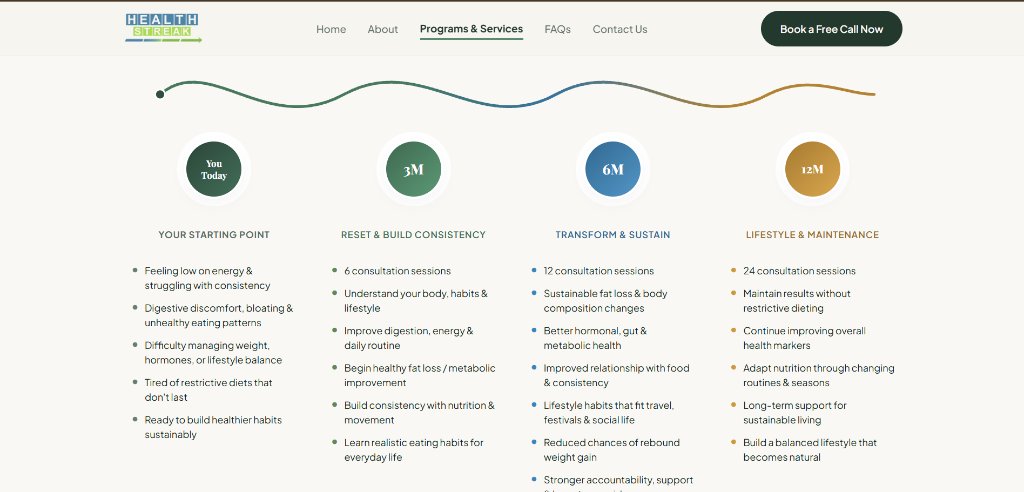 HEALTH
STREAK
Home
About
Programs & Services
FAQs
Contact Us
Book a Free Call Now
You
Today
3M
6M
12M
YOUR STARTING POINT
Feeling low on energy &
struggling with consistency
Digestive discomfort, bloating &
unhealthy eating patterns
Difficulty managing weight,
hormones, or lifestyle balance
Tired of restrictive diets that
don't last
Ready to build healthier habits
sustainably
RESET & BUILD CONSISTENCY
6 consultation sessions
Understand your body, habits &
lifestyle
Improve digestion, energy &
daily routine
Begin healthy fat loss / metabolic
improvement
Build consistency with nutrition &
movement
Learn realistic eating habits for
everyday life
TRANSFORM & SUSTAIN
12 consultation sessions
Sustainable fat loss & body
composition changes
Better hormonal, gut &
metabolic health
Improved relationship with food
& consistency
Lifestyle habits that fit travel,
festivals & social life
Reduced chances of rebound
weight gain
Stronger accountability, support
LIFESTYLE & MAINTENANCE
24 consultation sessions
Maintain results without
restrictive dieting
Continue improving overall
health markers
Adapt nutrition through changing
routines & seasons
Long-term support for
sustainable living
Build a balanced lifestyle that
becomes natural